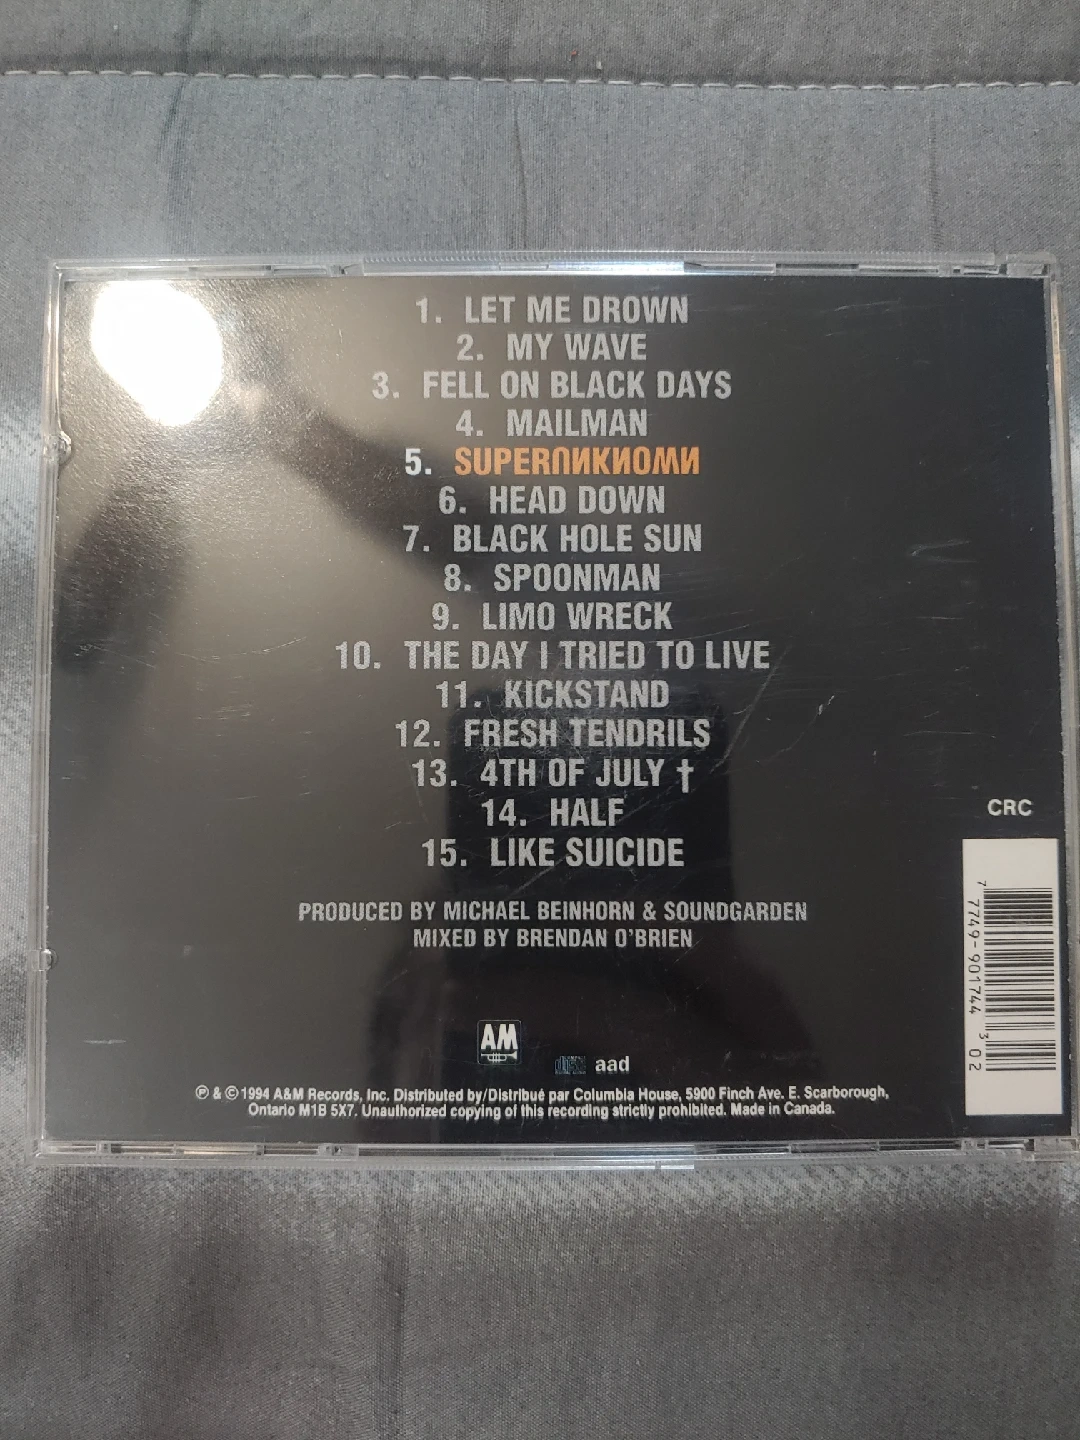 1. LET ME DROWN
2. MY WAVE
3. FELL ON BLACK DAYS
4. MAILMAN
5. SUPERUNKNOWN
6. HEAD DOWN
7. BLACK HOLE SUN
8. SPOONMAN
9. LIMO WRECK
10. THE DAY I TRIED TO LIVE
11. KICKSTAND
12. FRESH TENDRILS
13. 4TH OF JULY †
14. HALF
15. LIKE SUICIDE
PRODUCED BY MICHAEL BEINHORN & SOUNDGARDEN
MIXED BY BRENDAN O'BRIEN
CRC
7 7749-901744 3 02
AM
aad
℗ & © 1994 A&M Records, Inc. Distributed by/Distribué par Columbia House, 5900 Finch Ave. E. Scarborough,
Ontario M1B 5X7. Unauthorized copying of this recording strictly prohibited. Made in Canada.